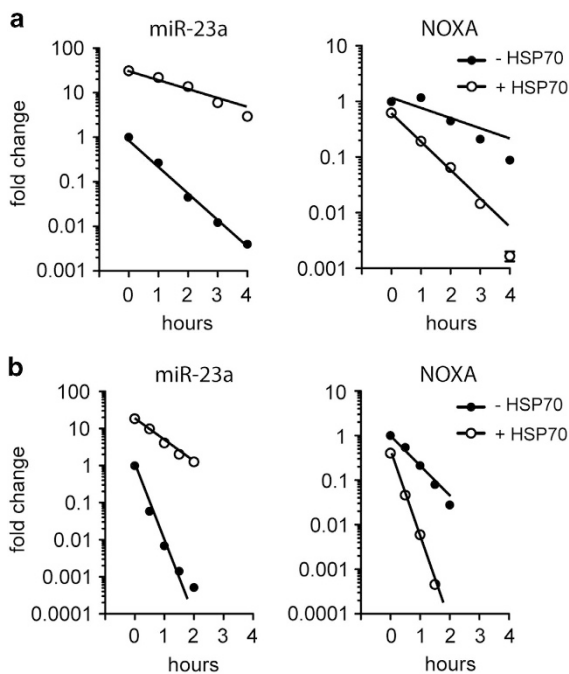 a
miR-23a
NOXA
fold change
100
10
1
0.1
0.01
0.001
0 1 2 3 4
hours
10
1
0.1
0.01
0.001
0 1 2 3 4
hours
- HSP70
+ HSP70
b
miR-23a
NOXA
fold change
100
10
1
0.1
0.01
0.001
0.0001
0 1 2 3 4
hours
10
1
0.1
0.01
0.001
0.0001
0 1 2 3 4
hours
- HSP70
+ HSP70